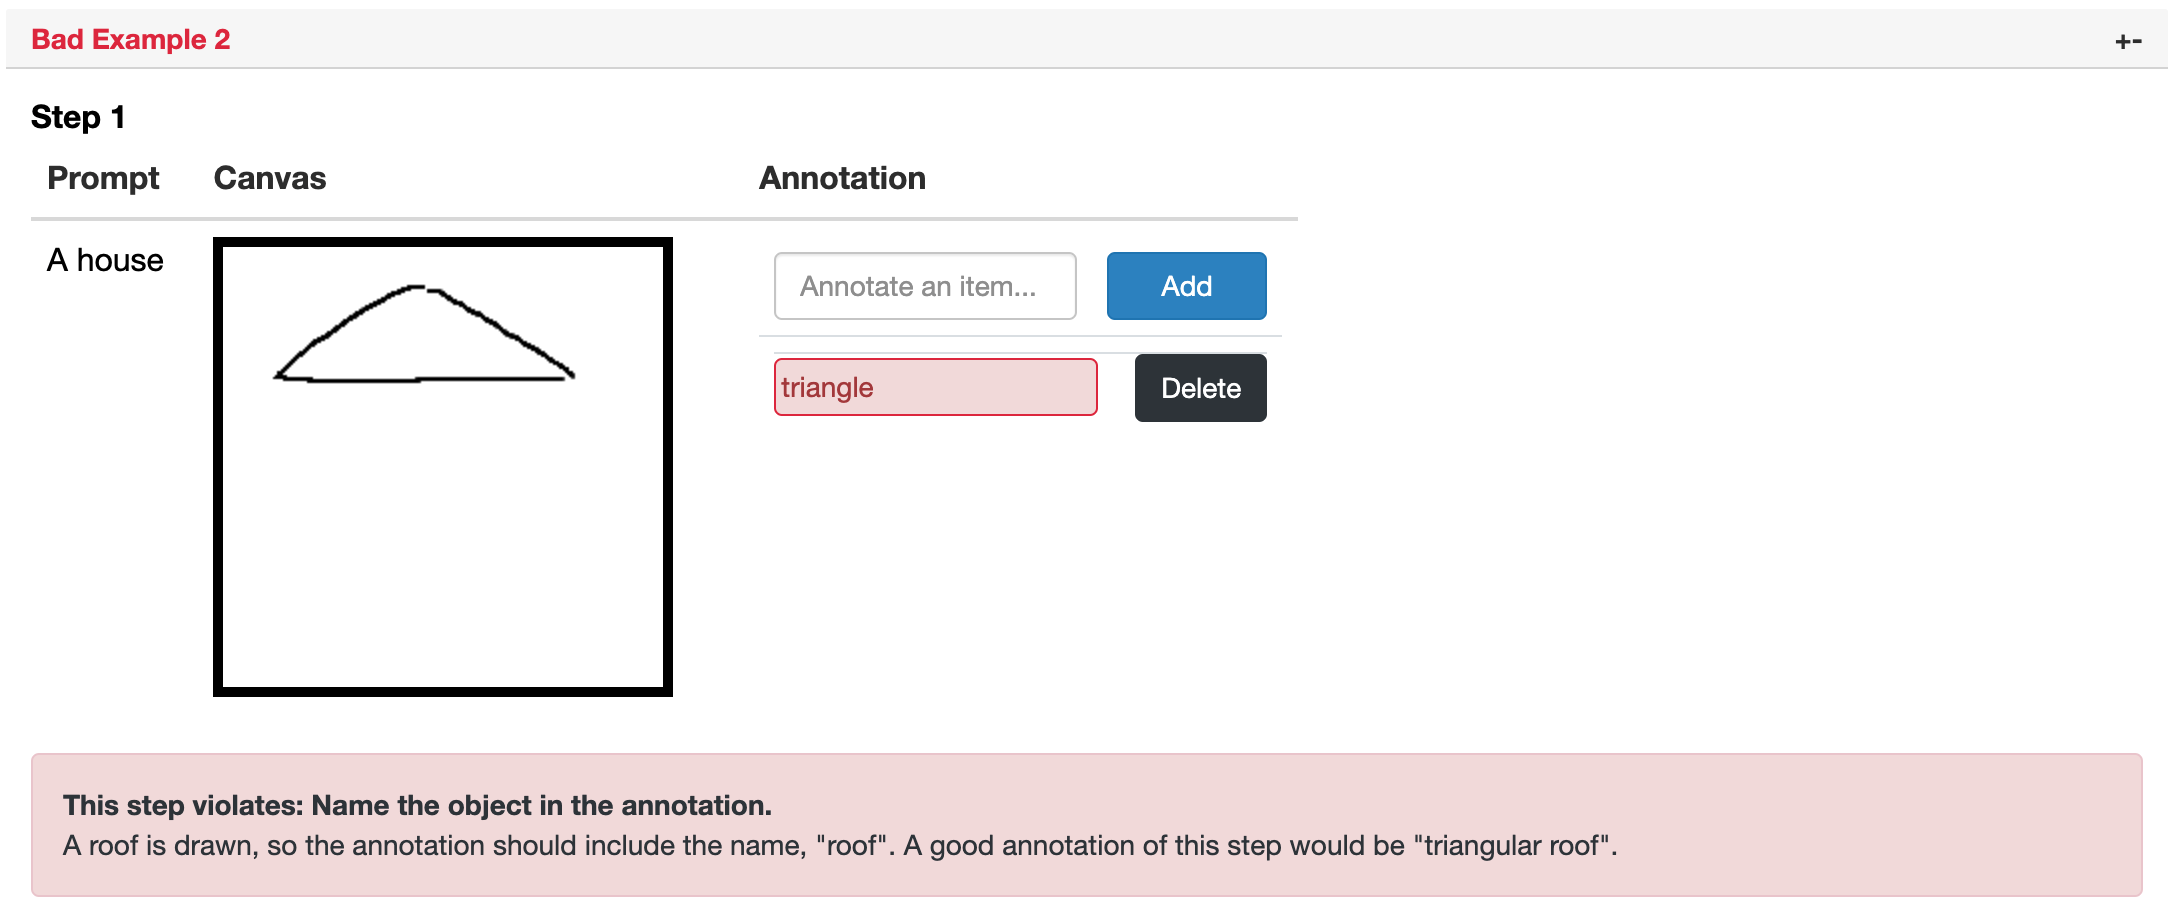 Bad Example 2 +-
Step 1
Prompt Canvas Annotation
A house
Annotate an item... Add
triangle Delete
This step violates: Name the object in the annotation.
A roof is drawn, so the annotation should include the name, "roof". A good annotation of this step would be "triangular roof".